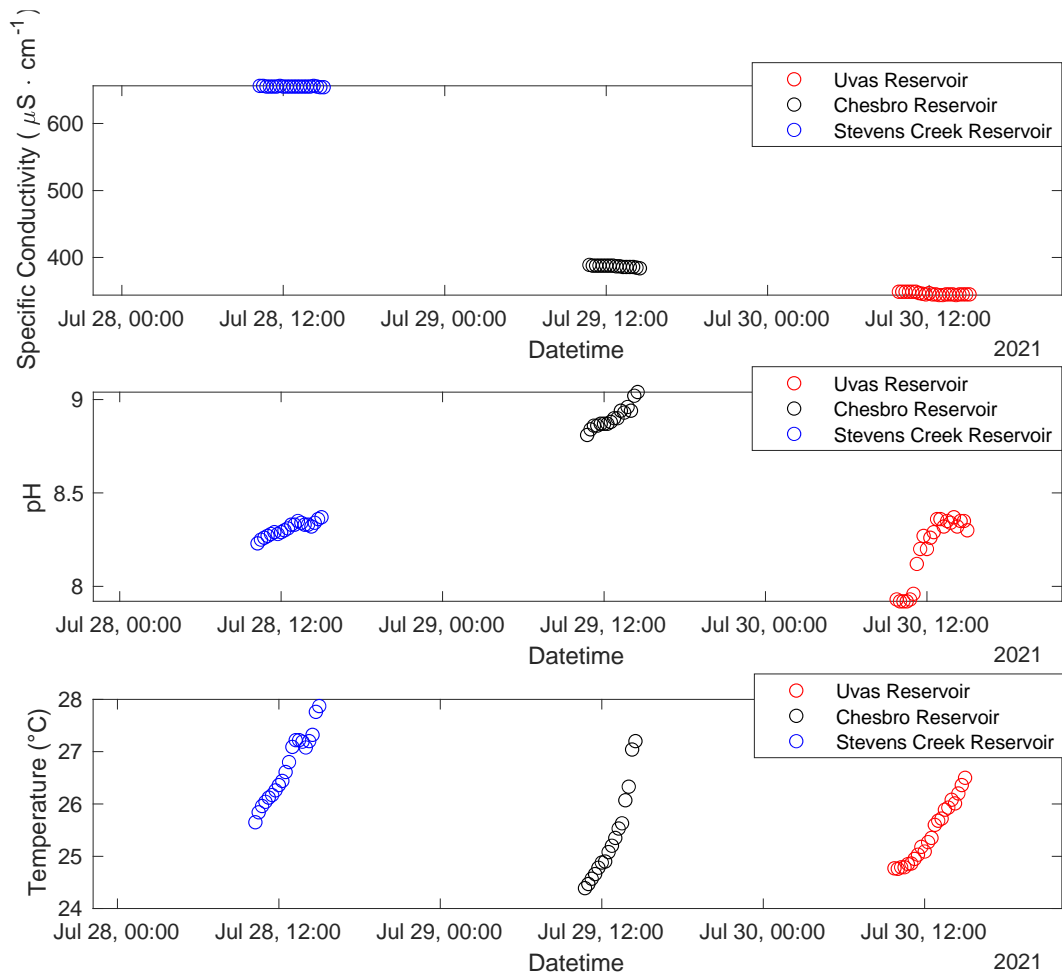 Specific Conductivity ( μS · cm⁻¹)
600
500
400
Uvas Reservoir
Chesbro Reservoir
Stevens Creek Reservoir
Jul 28, 00:00 Jul 28, 12:00 Jul 29, 00:00 Jul 29, 12:00 Jul 30, 00:00 Jul 30, 12:00
Datetime
2021
pH
9
8.5
8
Uvas Reservoir
Chesbro Reservoir
Stevens Creek Reservoir
Jul 28, 00:00 Jul 28, 12:00 Jul 29, 00:00 Jul 29, 12:00 Jul 30, 00:00 Jul 30, 12:00
Datetime
2021
Temperature (°C)
28
27
26
25
24
Uvas Reservoir
Chesbro Reservoir
Stevens Creek Reservoir
Jul 28, 00:00 Jul 28, 12:00 Jul 29, 00:00 Jul 29, 12:00 Jul 30, 00:00 Jul 30, 12:00
Datetime
2021